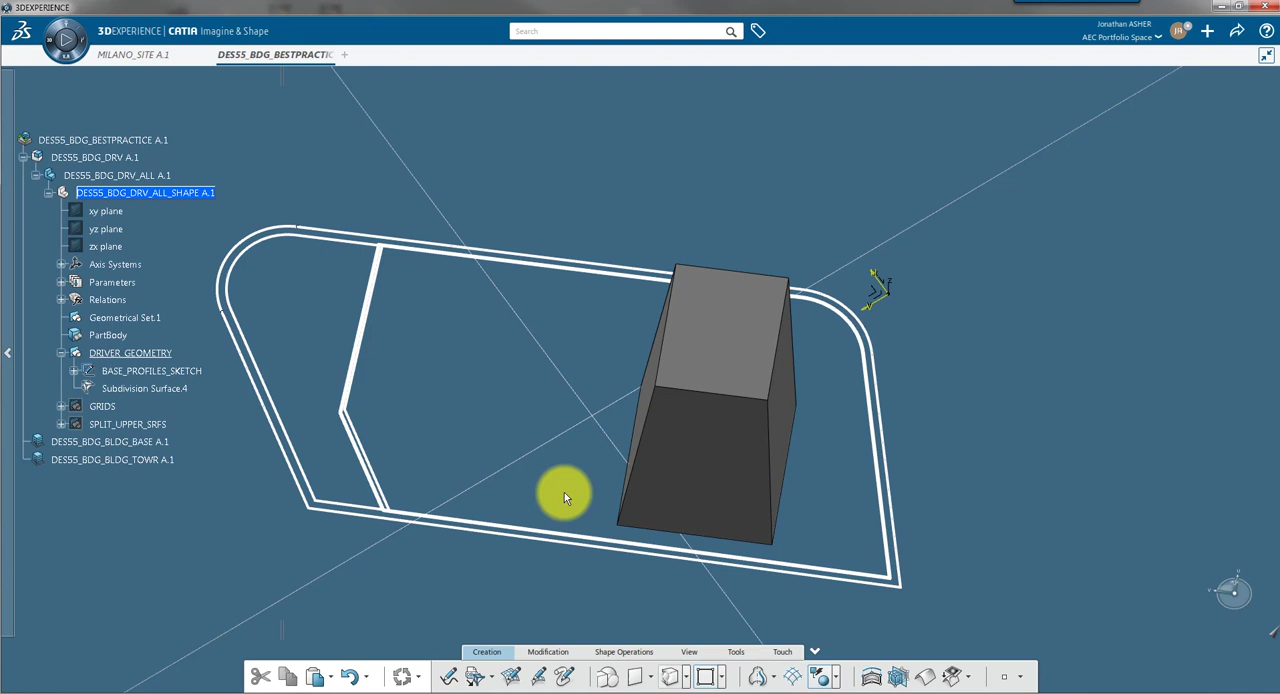 3DEXPERIENCE
3DEXPERIENCE | CATIA Imagine & Shape
Search
Jonathan ASHER
AEC Portfolio Space
MILANO_SITE A.1
DES55_BDG_BESTPRACTIC
DES55_BDG_BESTPRACTICE A.1
DES55_BDG_DRV A.1
DES55_BDG_DRV_ALL A.1
DES55_BDG_DRV_ALL_SHAPE A.1
xy plane
yz plane
zx plane
Axis Systems
Parameters
Relations
Geometrical Set.1
PartBody
DRIVER_GEOMETRY
BASE_PROFILES_SKETCH
Subdivision Surface.4
GRIDS
SPLIT_UPPER_SRFS
DES55_BDG_BLDG_BASE A.1
DES55_BDG_BLDG_TOWR A.1
Creation Modification Shape Operations View Tools Touch